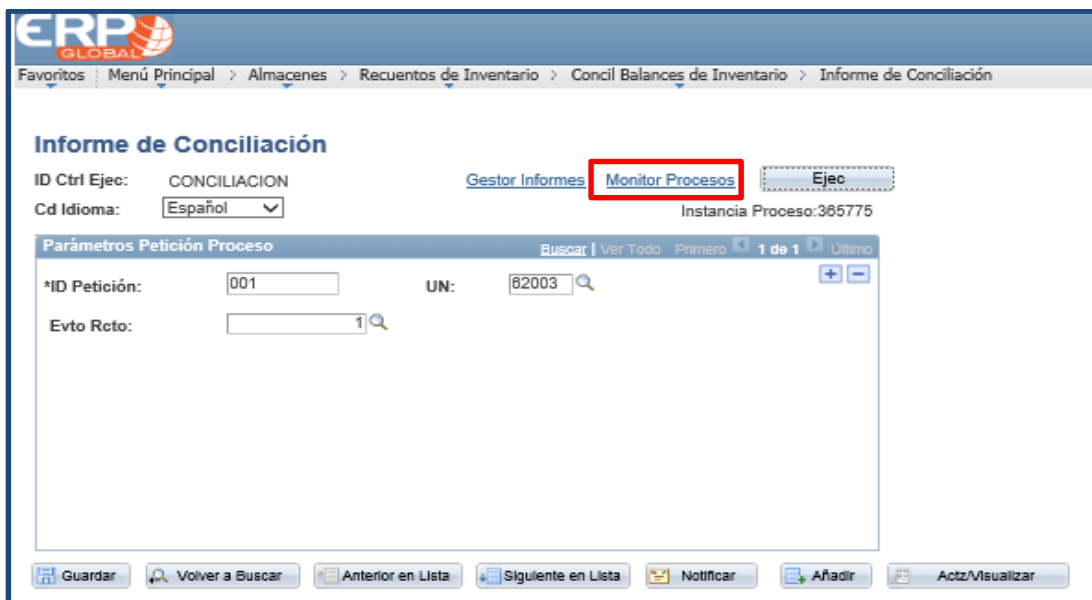 ERP
GLOBAL
Favoritos Menú Principal > Almacenes > Recuentos de Inventario > Concil Balances de Inventario > Informe de Conciliación
Informe de Conciliación
ID Ctrl Ejec: CONCILIACION Gestor Informes Monitor Procesos Ejec
Cd Idioma: Español Instancia Proceso:365775
Parámetros Petición Proceso Buscar | Ver Todo Primero 1 de 1 Último
*ID Petición: 001 UN: 62003
Evto Rcto: 1
Guardar Volver a Buscar Anterior en Lista Siguiente en Lista Notificar Añadir Actz/Visualizar